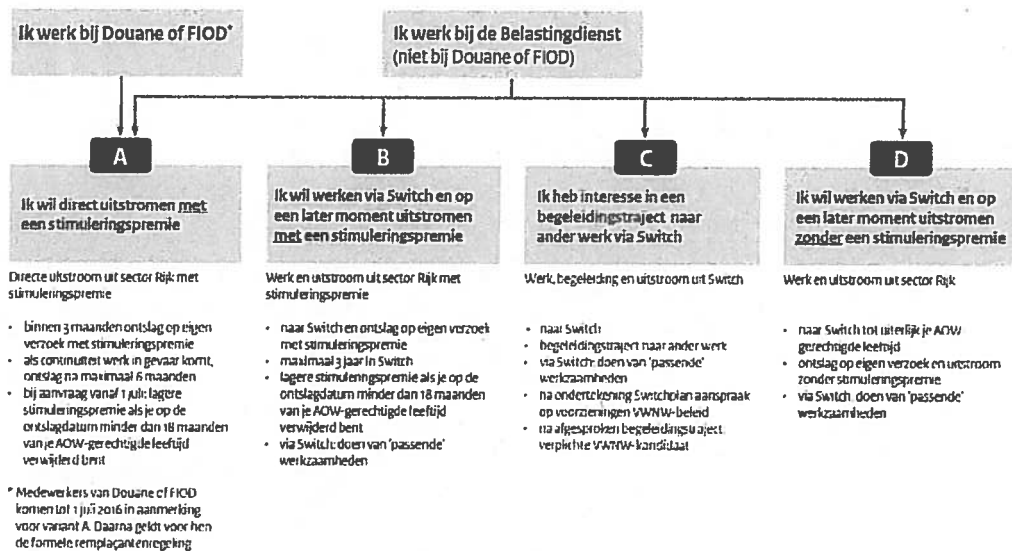 Ik werk bij Douane of FIOD*
Ik werk bij de Belastingdienst
(niet bij Douane of FIOD)
A
Ik wil direct uitstromen met
een stimuleringspremie
Directe uitstroom uit sector Rijk met
stimuleringspremie
• binnen 3 maanden ontslag op eigen
verzoek met stimuleringspremie
• als continuïteit werk in gevaar komt,
ontslag na maximaal 6 maanden
• bij aanvraag vanaf 1 juli: lagere
stimuleringspremie als je op de
ontslagdatum minder dan 18 maanden
van je AOW-gerechtigde leeftijd
verwijderd bent
* Medewerkers van Douane of FIOD
komen tot 1 juli 2016 in aanmerking
voor variant A. Daarna geldt voor hen
de formele remplaçantenregeling
B
Ik wil werken via Switch en op
een later moment uitstromen
met een stimuleringspremie
Werk en uitstroom uit sector Rijk met
stimuleringspremie
• naar Switch en ontslag op eigen verzoek
met stimuleringspremie
• maximaal 3 jaar in Switch
• lagere stimuleringspremie als je op de
ontslagdatum minder dan 18 maanden
van je AOW-gerechtigde leeftijd
verwijderd bent
• via Switch: doen van 'passende'
werkzaamheden
C
Ik heb interesse in een
begeleidingstraject naar
ander werk via Switch
Werk, begeleiding en uitstroom uit Switch
• naar Switch
• begeleidingstraject naar ander werk
• via Switch: doen van 'passende'
werkzaamheden
• na ondertekening Switchplan aanspraak
op voorzieningen VWNW-beleid
• na afgesproken begeleidingstraject
verplichte VWNW-kandidaat
D
Ik wil werken via Switch en op
een later moment uitstromen
zonder een stimuleringspremie
Werk en uitstroom uit sector Rijk
• naar Switch tot uiterlijk je AOW
gerechtigde leeftijd
• ontslag op eigen verzoek en uitstroom
zonder stimuleringspremie
• via Switch: doen van 'passende'
werkzaamheden